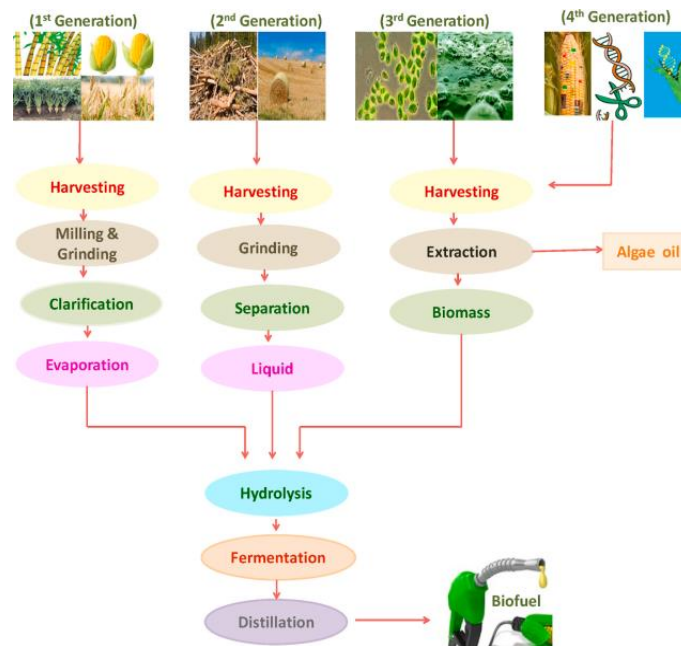 (1st Generation)
(2nd Generation)
(3rd Generation)
(4th Generation)
Harvesting
Harvesting
Harvesting
Milling &
Grinding
Grinding
Extraction
Algae oil
Clarification
Separation
Biomass
Evaporation
Liquid
Hydrolysis
Fermentation
Distillation
Biofuel